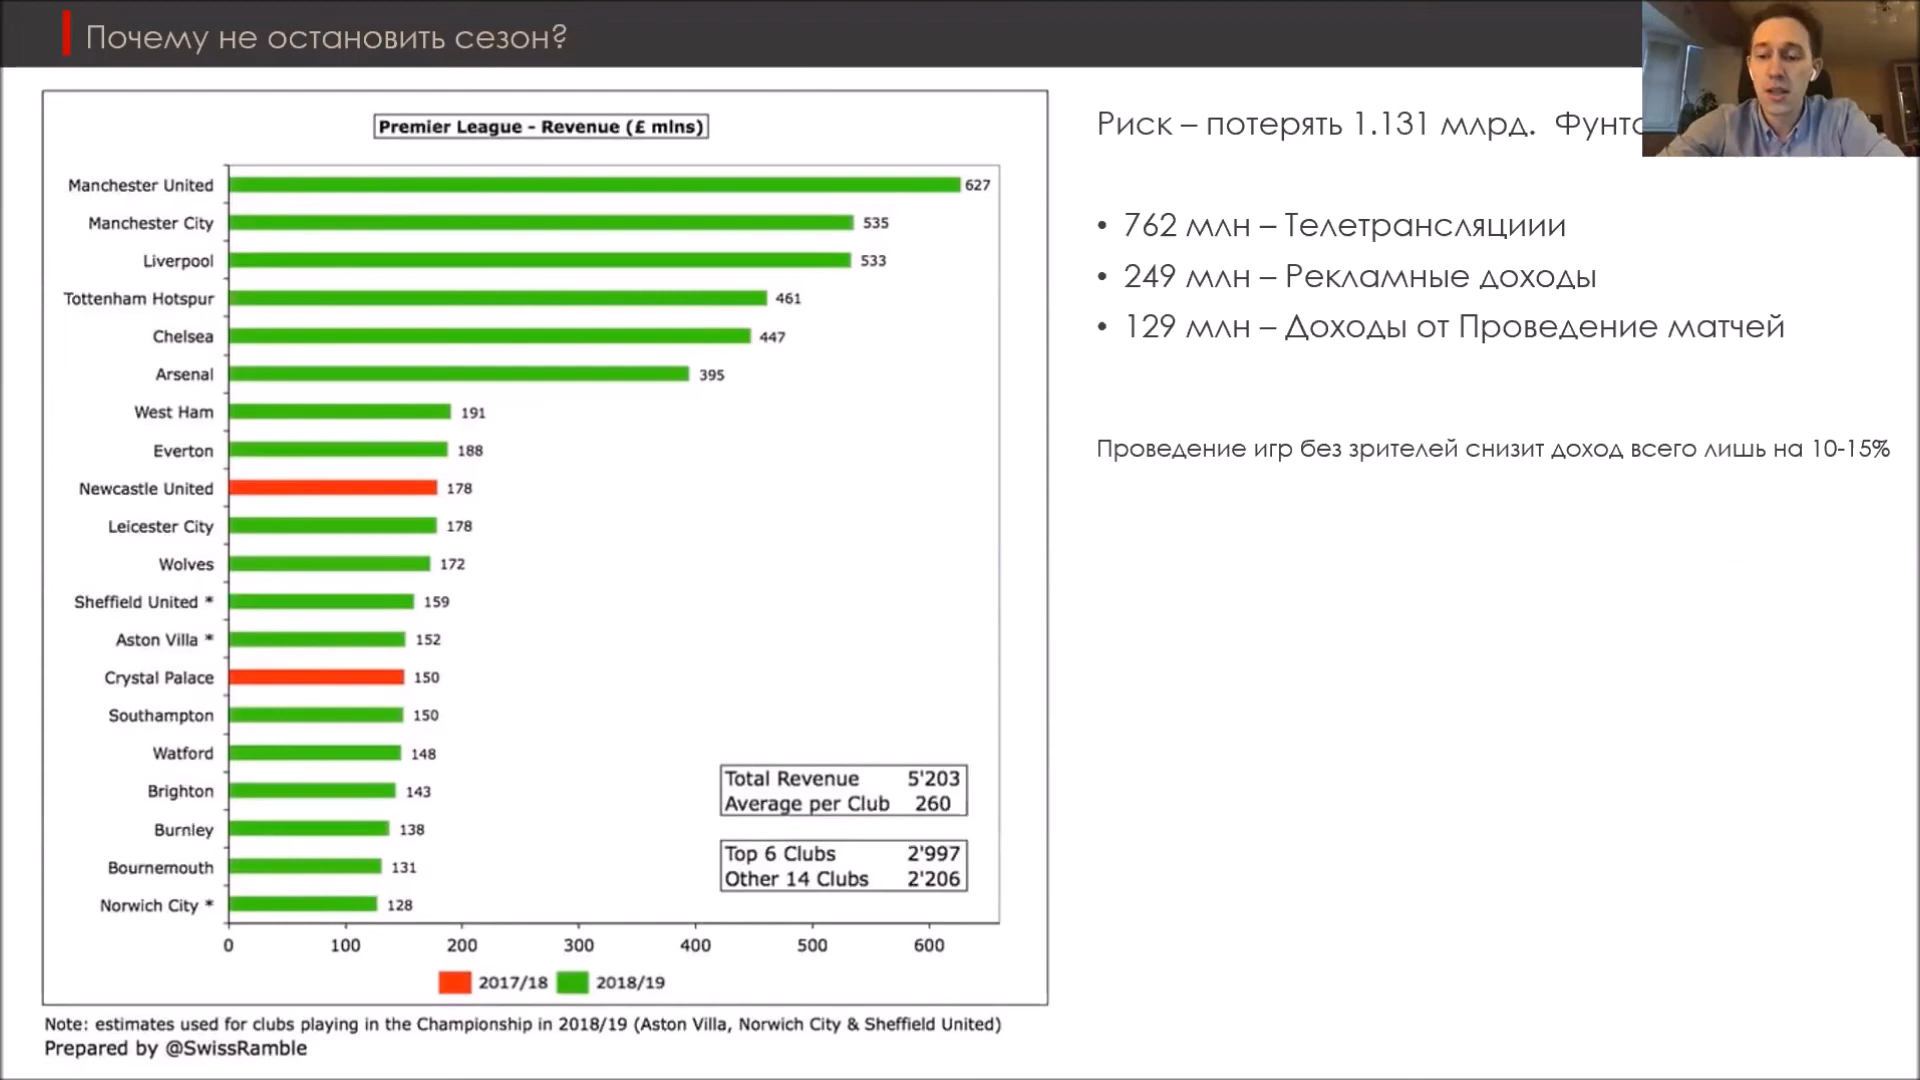 Почему не остановить сезон?
Premier League - Revenue (£ mlns)
Manchester United 627
Manchester City 535
Liverpool 533
Tottenham Hotspur 461
Chelsea 447
Arsenal 395
West Ham 191
Everton 188
Newcastle United 178
Leicester City 178
Wolves 172
Sheffield United * 159
Aston Villa * 152
Crystal Palace 150
Southampton 150
Watford 148
Brighton 143
Burnley 138
Bournemouth 131
Norwich City * 128
Total Revenue 5'203
Average per Club 260
Top 6 Clubs 2'997
Other 14 Clubs 2'206
0 100 200 300 400 500 600
2017/18 2018/19
Note: estimates used for clubs playing in the Championship in 2018/19 (Aston Villa, Norwich City & Sheffield United)
Prepared by @SwissRamble
Риск – потерять 1.131 млрд.
• 762 млн – Телетрансляциии
• 249 млн – Рекламные доходы
• 129 млн – Доходы от Проведение матчей
Проведение игр без зрителей снизит доход всего лишь на 10-15%